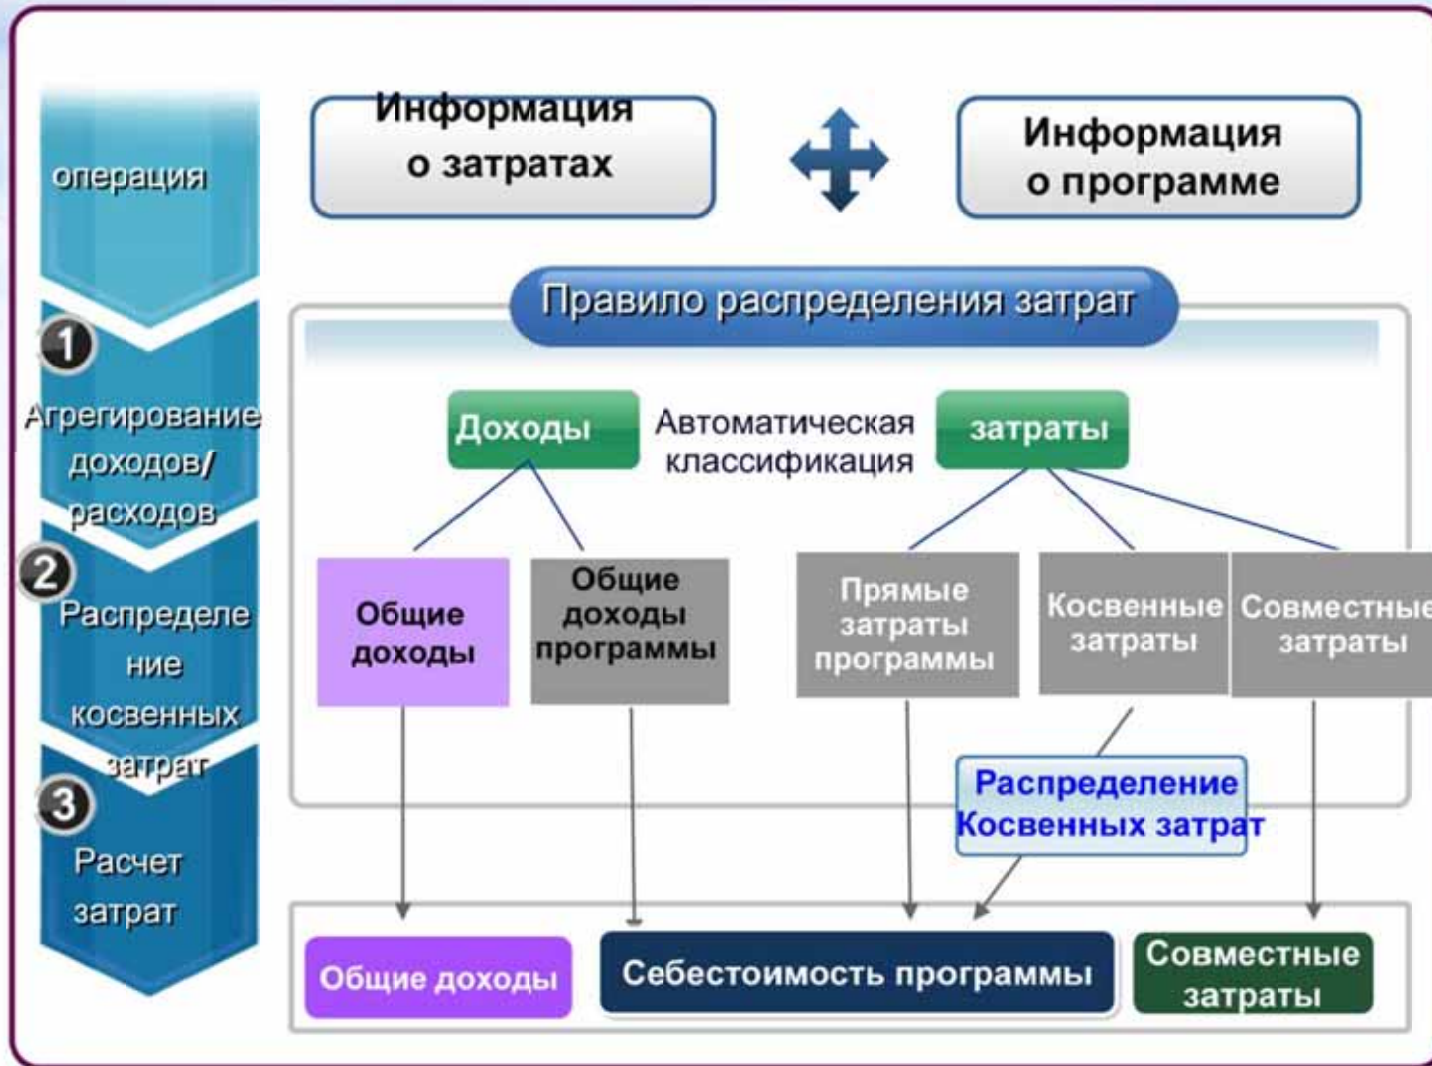 Информация
о затратах
Информация
о программе
операция
Правило распределения затрат
1
Агрегирование
доходов/
расходов
Доходы
Автоматическая
классификация
затраты
2
Распределе
ние
косвенных
затрат
Общие
доходы
Общие
доходы
программы
Прямые
затраты
программы
Косвенные
затраты
Совместные
затраты
Распределение
Косвенных затрат
3
Расчет
затрат
Общие доходы
Себестоимость программы
Совместные
затраты